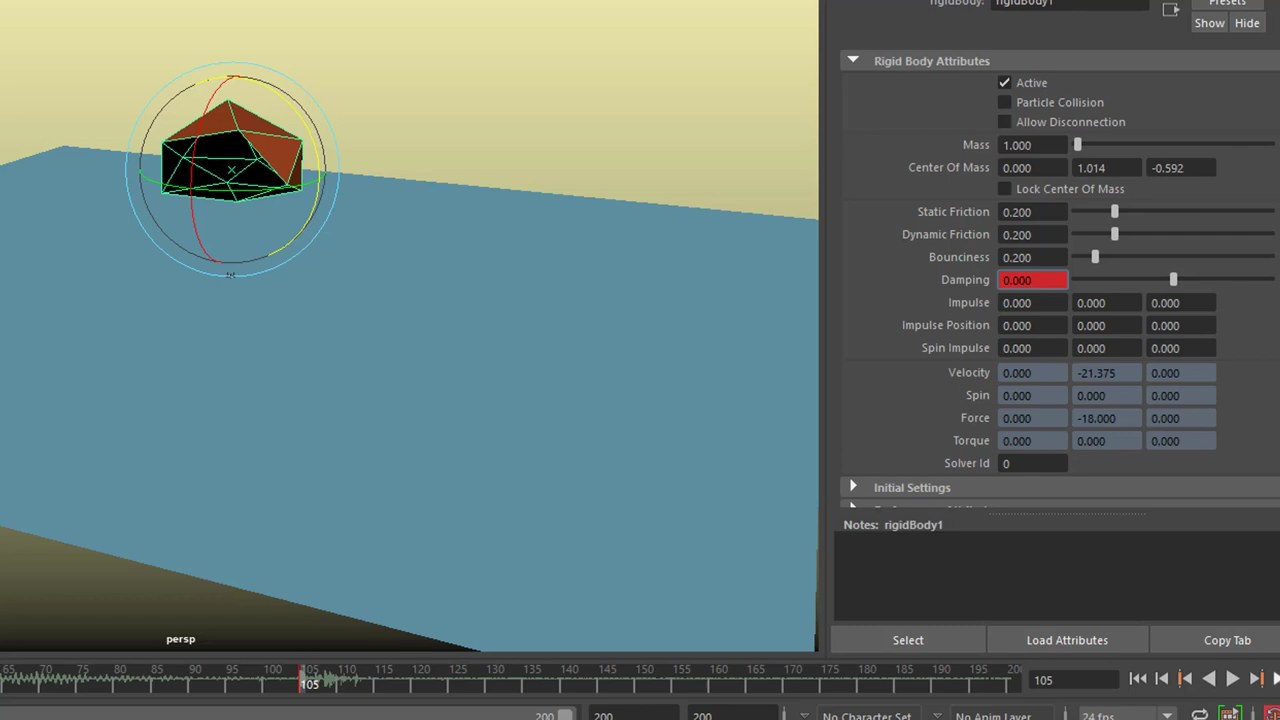 rigidBody: rigidBody1
Presets
Show Hide
Rigid Body Attributes
Active
Particle Collision
Allow Disconnection
Mass 1.000
Center Of Mass 0.000 1.014 -0.592
Lock Center Of Mass
Static Friction 0.200
Dynamic Friction 0.200
Bounciness 0.200
Damping 0.000
Impulse 0.000 0.000 0.000
Impulse Position 0.000 0.000 0.000
Spin Impulse 0.000 0.000 0.000
Velocity 0.000 -21.375 0.000
Spin 0.000 0.000 0.000
Force 0.000 -18.000 0.000
Torque 0.000 0.000 0.000
Solver Id 0
Initial Settings
Notes: rigidBody1
persp
Select Load Attributes Copy Tab
65 70 75 80 85 90 95 100 105 110 115 120 125 130 135 140 145 150 155 160 165 170 175 180 185 190 195 200
105 105
200 200 200 No Character Set No Anim Layer 24 fps